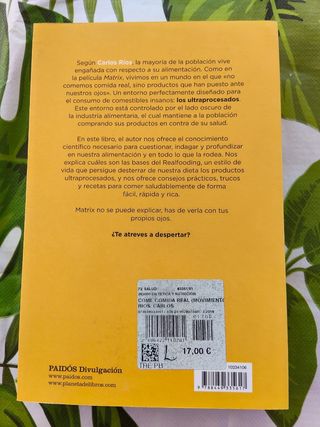 Según Carlos Ríos, la mayoría de la población vive
engañada con respecto a su alimentación. Como en
la película Matrix, vivimos en un mundo en el que «no
comemos comida real, sino productos que han puesto ante
nuestros ojos». Un entorno perfectamente diseñado para
el consumo de comestibles insanos: los ultraprocesados.
Este entorno está controlado por el lado oscuro de
la industria alimentaria, el cual mantiene a la población
comprando sus productos en contra de su salud.
En este libro, el autor nos ofrece el conocimiento
científico necesario para cuestionar, indagar y profundizar
en nuestra alimentación y en todo lo que la rodea. Nos
explica cuáles son las bases del Realfooding, un estilo de
vida que persigue desterrar de nuestra dieta los productos
ultraprocesados, y nos ofrece consejos prácticos, trucos
y recetas para comer saludablemente de forma
fácil, rápida y rica.
Matrix no se puede explicar, has de verla con tus
propios ojos.
¿Te atreves a despertar?
COME COMIDA REAL (MOVIMIENTO
RIOS, CARLOS
17,00 €
PAIDÓS Divulgación
www.paidos.com
www.planetadelibros.com
10234106